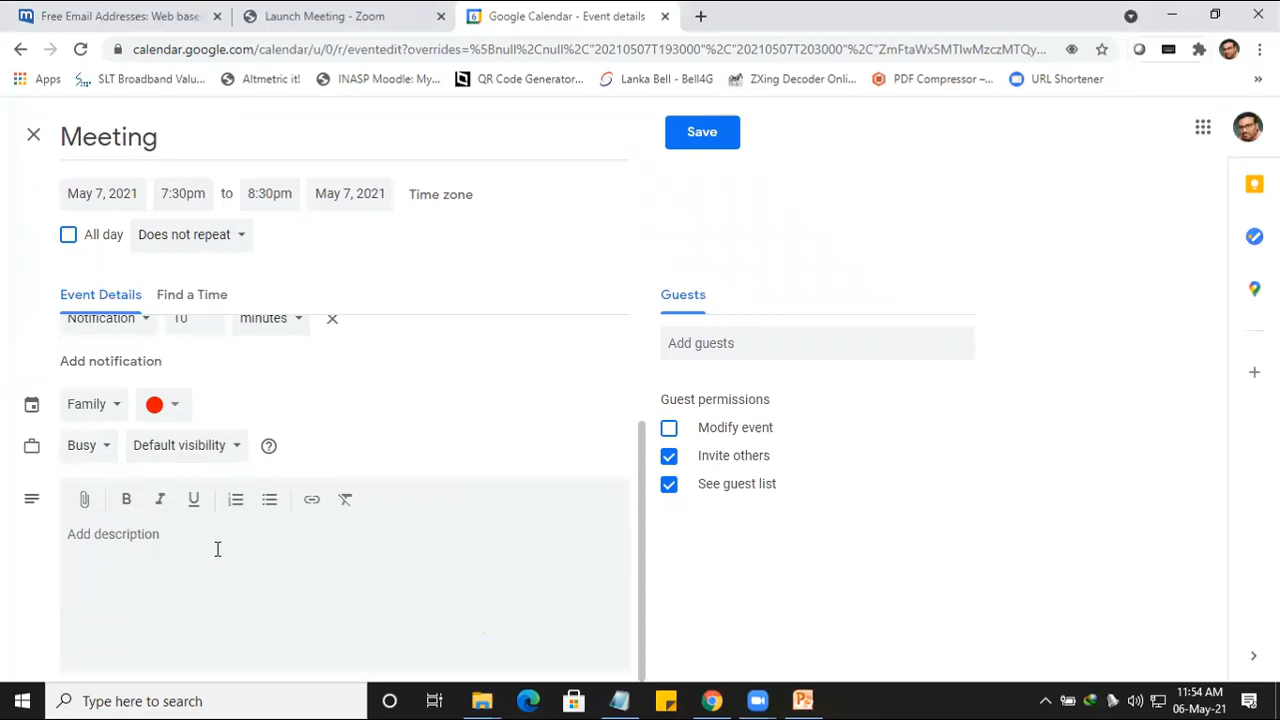 Free Email Addresses: Web base
Launch Meeting - Zoom
Google Calendar - Event details
calendar.google.com/calendar/u/0/r/eventedit?overrides=%5Bnull%2Cnull%2C"20210507T193000"%2C"20210507T203000"%2C"ZmFtaWx5MTIwMzczMTQy...
Apps
SLT Broadband Valu...
Altmetric it!
INASP Moodle: My...
QR Code Generator...
Lanka Bell - Bell4G
ZXing Decoder Onli...
PDF Compressor –...
URL Shortener
»
Meeting
Save
May 7, 2021 7:30pm to 8:30pm May 7, 2021 Time zone
All day Does not repeat
Event Details Find a Time
Guests
Notification 10 minutes
Add guests
Add notification
Guest permissions
Family
Modify event
Busy Default visibility
Invite others
See guest list
B I U
Add description
Type here to search
11:54 AM
06-May-21